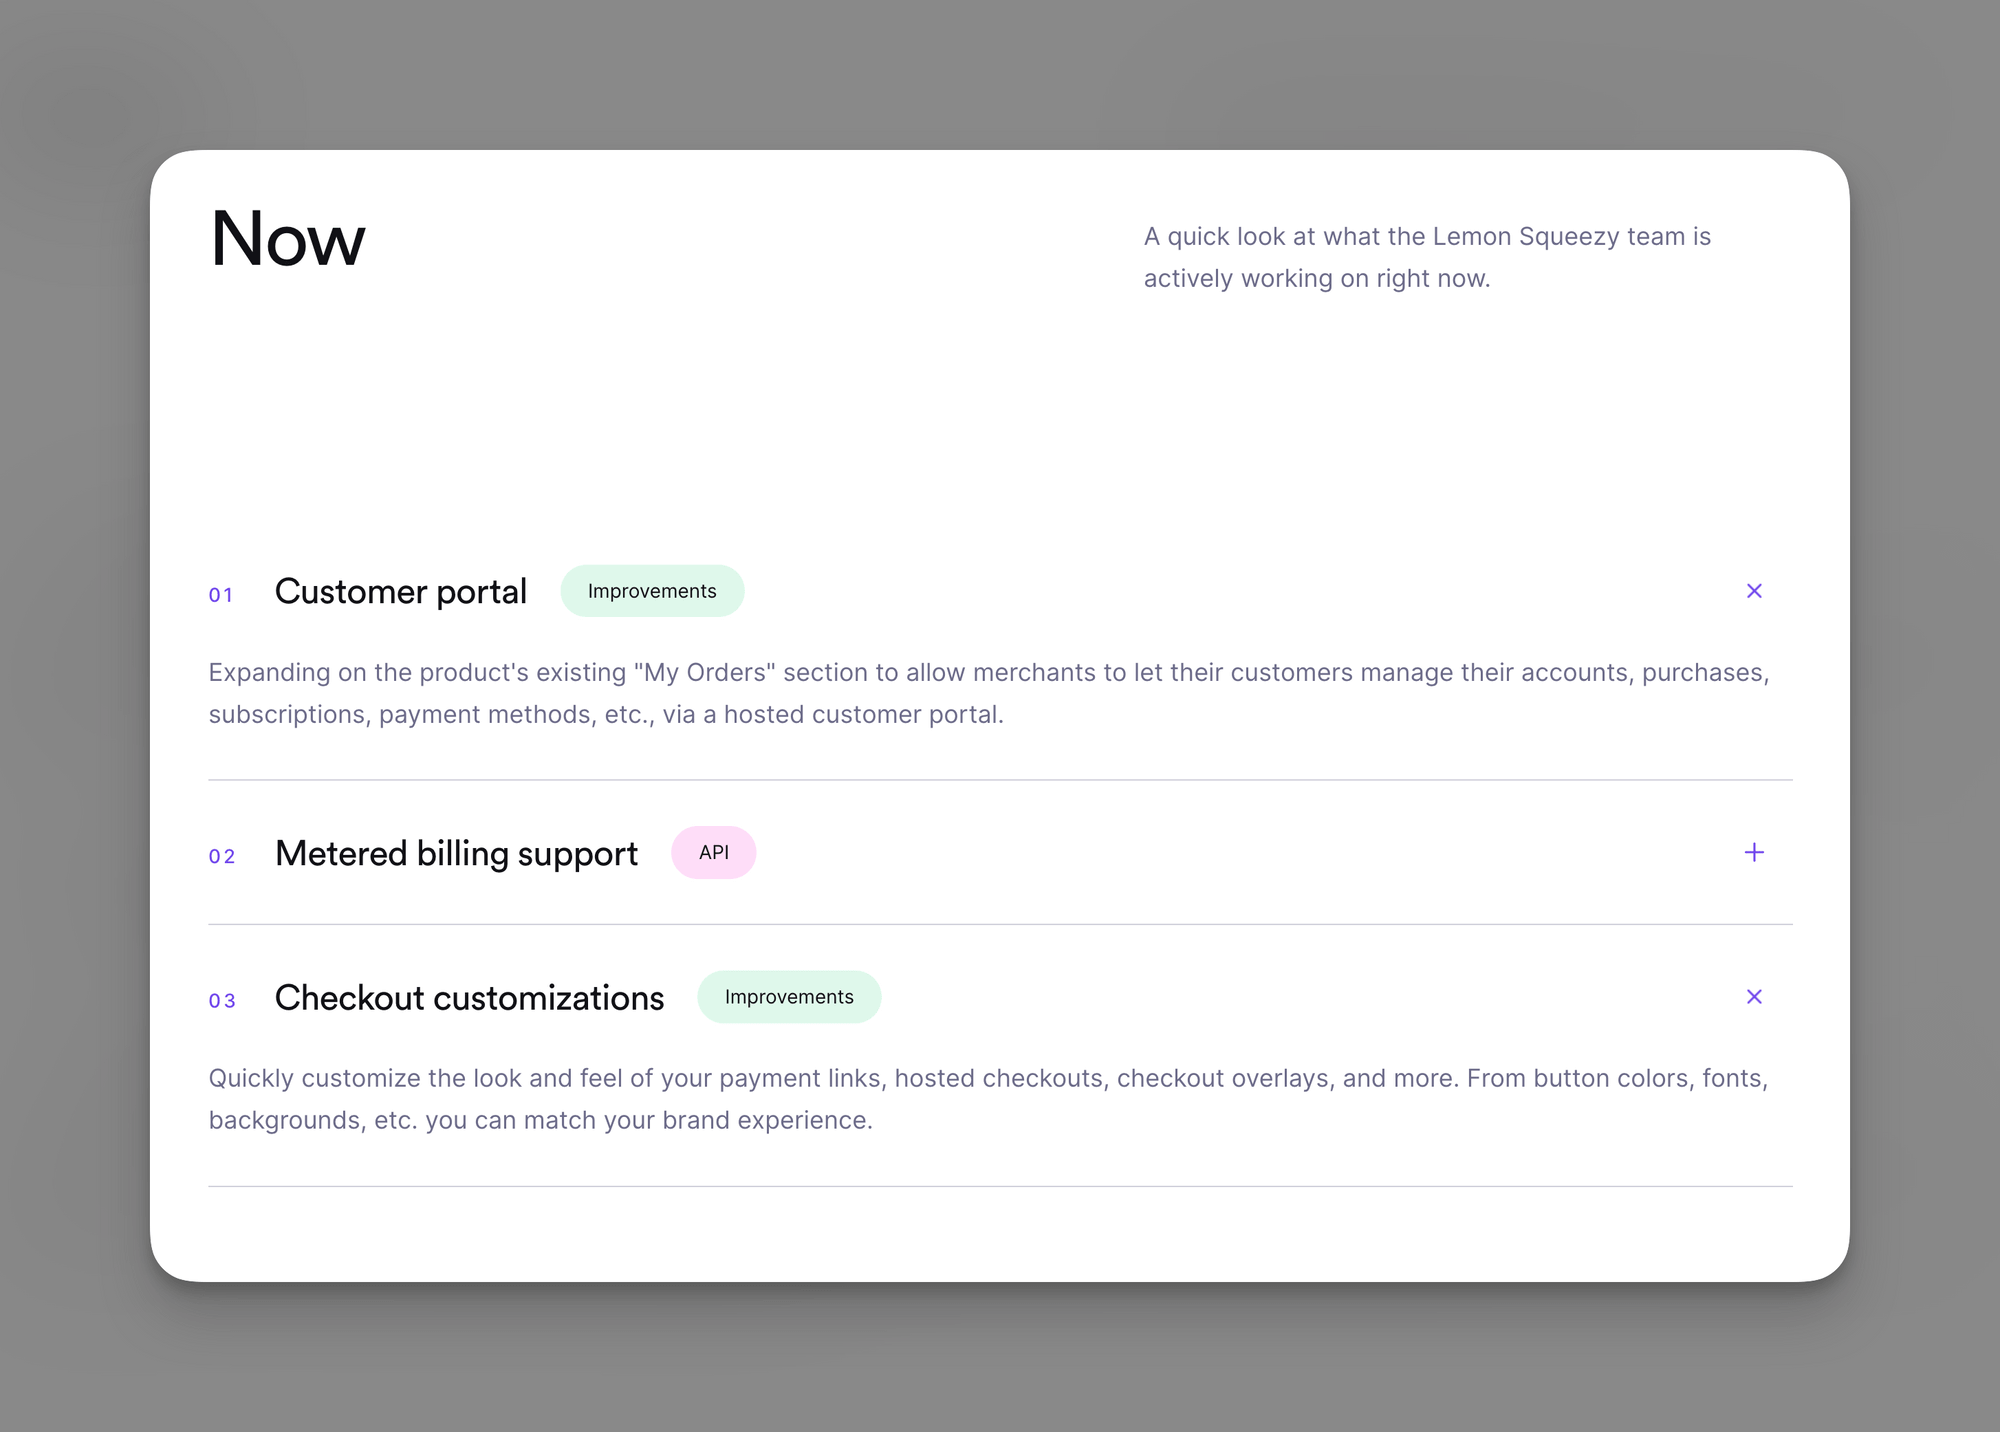 Now
A quick look at what the Lemon Squeezy team is
actively working on right now.
01 Customer portal Improvements
Expanding on the product's existing "My Orders" section to allow merchants to let their customers manage their accounts, purchases,
subscriptions, payment methods, etc., via a hosted customer portal.
02 Metered billing support API
03 Checkout customizations Improvements
Quickly customize the look and feel of your payment links, hosted checkouts, checkout overlays, and more. From button colors, fonts,
backgrounds, etc. you can match your brand experience.